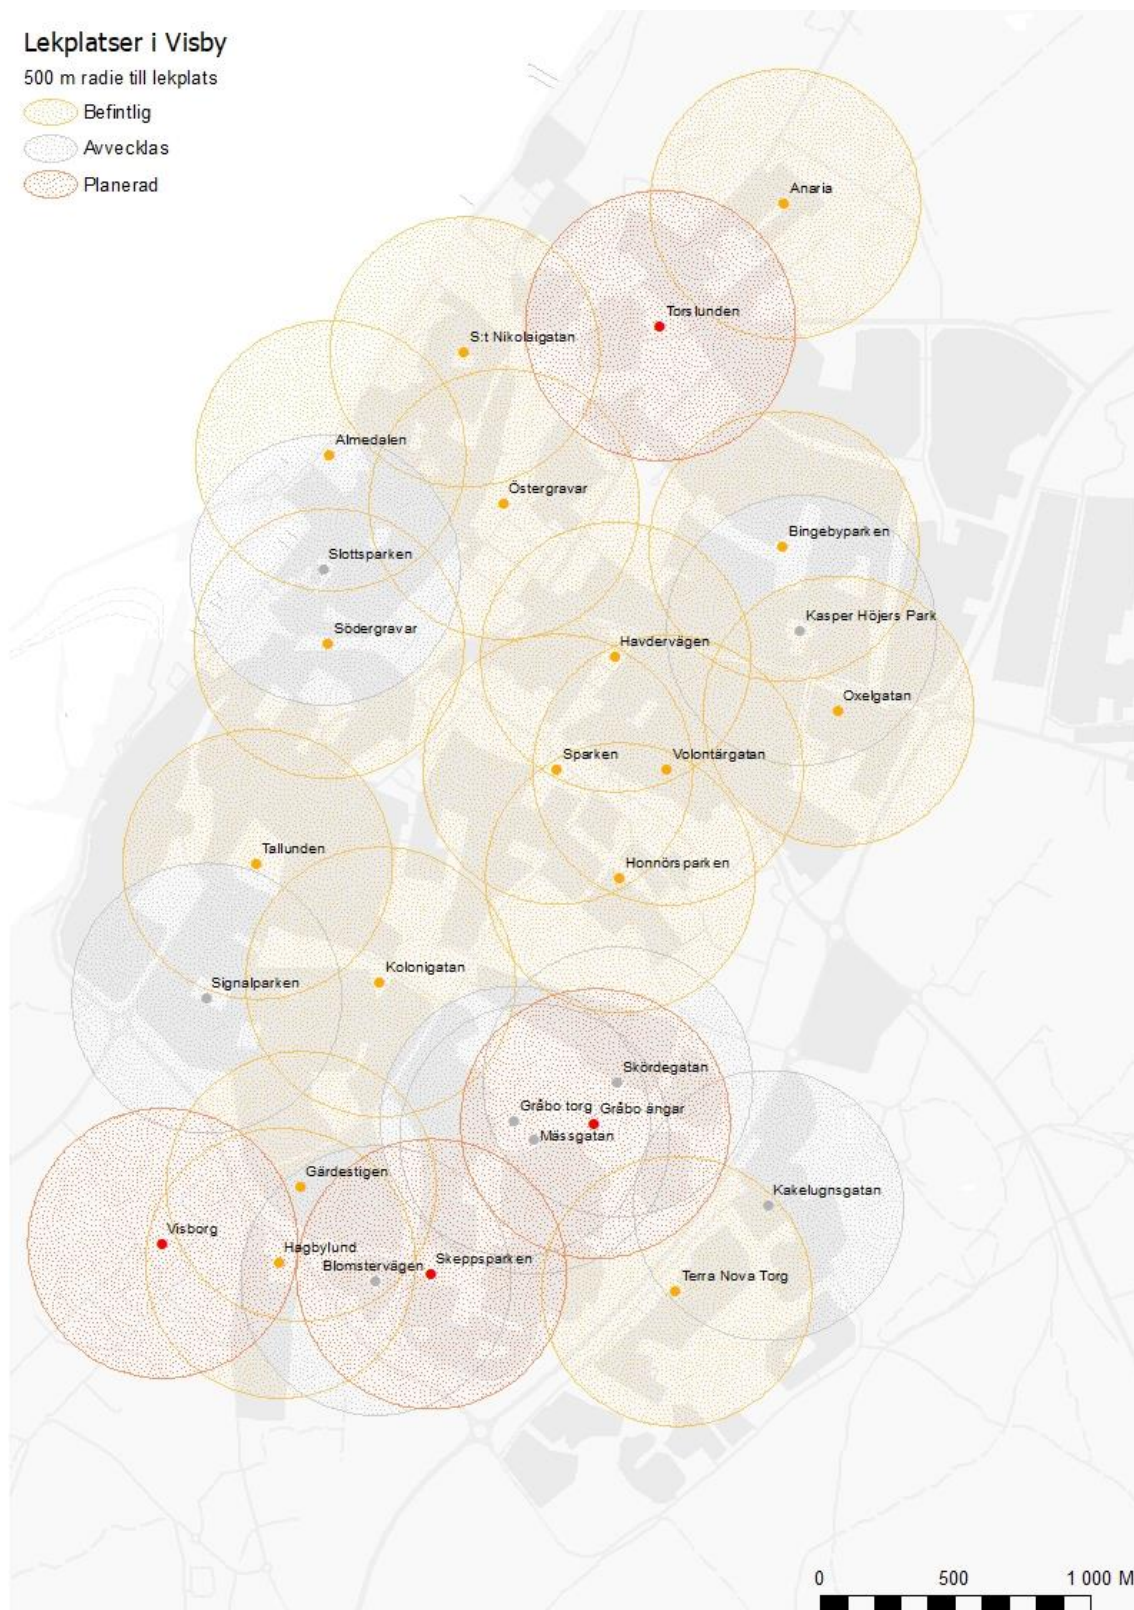 Lekplatser i Visby
500 m radie till lekplats
Befintlig
Avvecklas
Planerad
Anaria
Torslunden
S:t Nikolaigatan
Almedalen
Östergravar
Bingebyparken
Slottsparken
Kasper Höjers Park
Södergravar
Havdervägen
Oxelgatan
Sparken
Volontärgatan
Tallunden
Honnörsparken
Kolonigatan
Signalparken
Skördegatan
Gråbo torg
Gråbo ängar
Mässgatan
Gärdestigen
Kakelugnsgatan
Visborg
Hagbylund
Skeppsparken
Blomstervägen
Terra Nova Torg
0 500 1 000 M